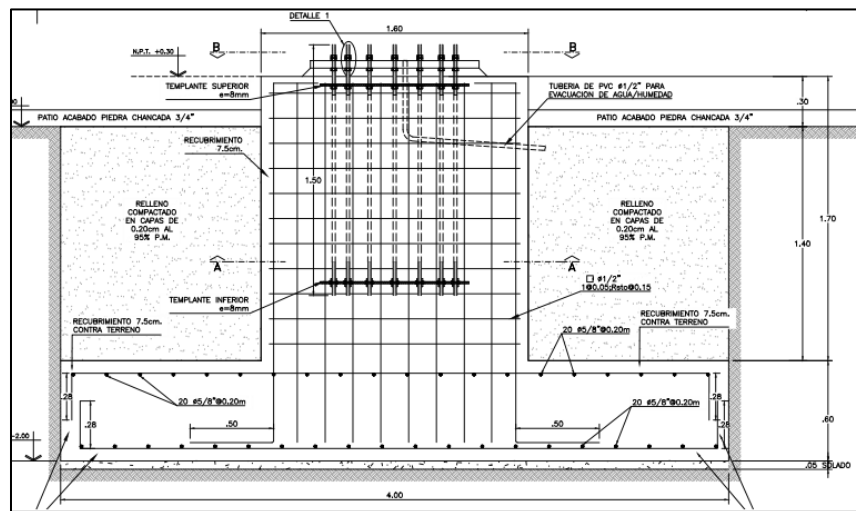 DETALLE 1
B
1.60
B
N.P.T. +0.30
TEMPLANTE SUPERIOR
e=8mm
TUBERIA DE PVC ø1/2" PARA
EVACUACION DE AGUA/HUMEDAD
.30
PATIO ACABADO PIEDRA CHANCADA 3/4"
PATIO ACABADO PIEDRA CHANCADA 3/4"
RECUBRIMIENTO
7.5cm.
1.50
RELLENO
COMPACTADO
EN CAPAS DE
0.20cm AL
95% P.M.
RELLENO
COMPACTADO
EN CAPAS DE
0.20cm AL
95% P.M.
1.70
1.40
A
A
ø1/2"
1@0.05;Rsto@0.15
TEMPLANTE INFERIOR
e=8mm
RECUBRIMIENTO 7.5cm.
CONTRA TERRENO
RECUBRIMIENTO 7.5cm.
CONTRA TERRENO
20 ø5/8"@0.20m
.28
20 ø5/8"@0.20m
20 ø5/8"@0.20m
.28
.60
.28
.50
.50
.28
-2.00
.05 SOLADO
4.00